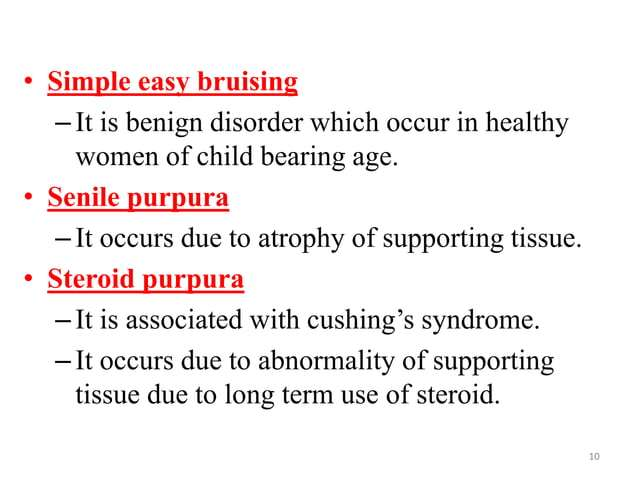 • Simple easy bruising
– It is benign disorder which occur in healthy
women of child bearing age.
• Senile purpura
– It occurs due to atrophy of supporting tissue.
• Steroid purpura
– It is associated with cushing’s syndrome.
– It occurs due to abnormality of supporting
tissue due to long term use of steroid.
10